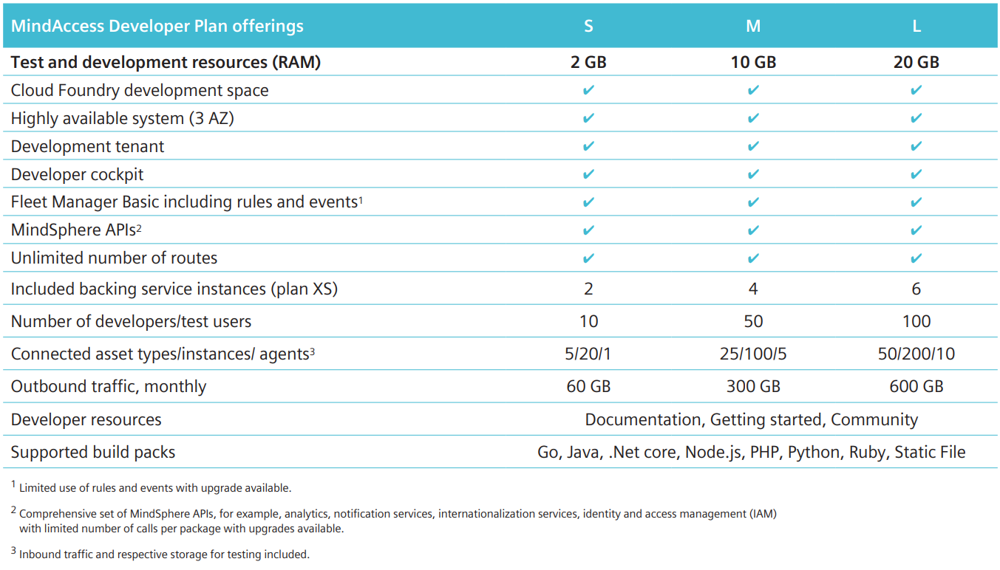 MindAccess Developer Plan offerings S M L
Test and development resources (RAM) 2 GB 10 GB 20 GB
Cloud Foundry development space ✔ ✔ ✔
Highly available system (3 AZ) ✔ ✔ ✔
Development tenant ✔ ✔ ✔
Developer cockpit ✔ ✔ ✔
Fleet Manager Basic including rules and events¹ ✔ ✔ ✔
MindSphere APIs² ✔ ✔ ✔
Unlimited number of routes ✔ ✔ ✔
Included backing service instances (plan XS) 2 4 6
Number of developers/test users 10 50 100
Connected asset types/instances/ agents³ 5/20/1 25/100/5 50/200/10
Outbound traffic, monthly 60 GB 300 GB 600 GB
Developer resources Documentation, Getting started, Community
Supported build packs Go, Java, .Net core, Node.js, PHP, Python, Ruby, Static File
¹ Limited use of rules and events with upgrade available.
² Comprehensive set of MindSphere APIs, for example, analytics, notification services, internationalization services, identity and access management (IAM)
with limited number of calls per package with upgrades available.
³ Inbound traffic and respective storage for testing included.